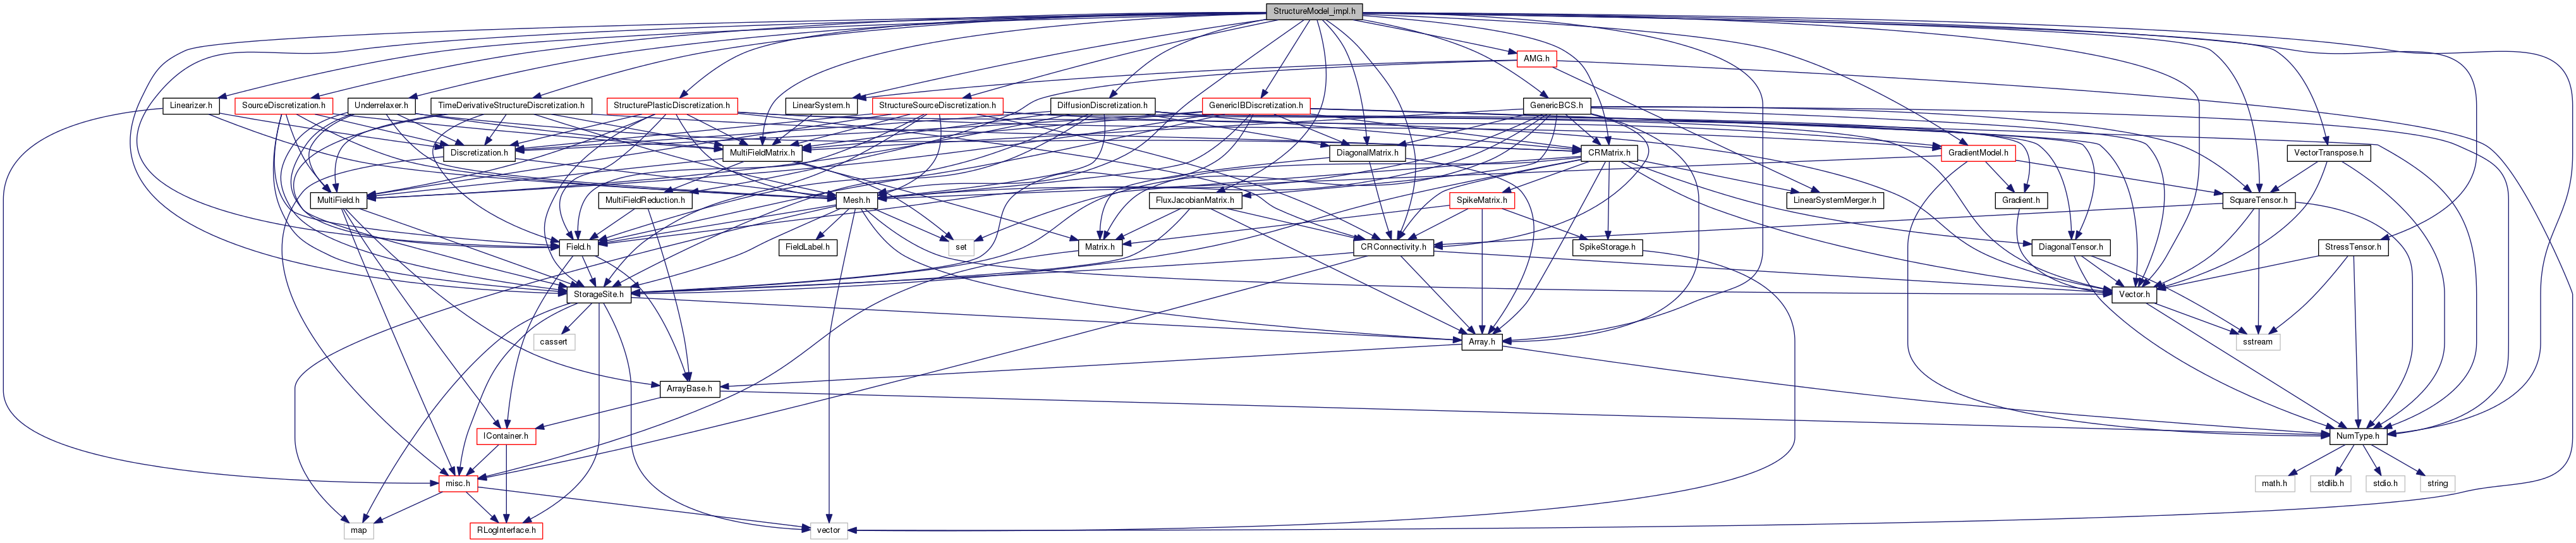 StructureModel_impl.h
AMG.h
Linearizer.h
SourceDiscretization.h
Underrelaxer.h
TimeDerivativeStructureDiscretization.h
StructurePlasticDiscretization.h
LinearSystem.h
StructureSourceDiscretization.h
DiffusionDiscretization.h
GenericIBDiscretization.h
GenericBCS.h
Discretization.h
MultiFieldMatrix.h
DiagonalMatrix.h
CRMatrix.h
GradientModel.h
VectorTranspose.h
MultiField.h
MultiFieldReduction.h
Mesh.h
FluxJacobianMatrix.h
SpikeMatrix.h
LinearSystemMerger.h
Gradient.h
SquareTensor.h
Field.h
FieldLabel.h
set
Matrix.h
CRConnectivity.h
SpikeStorage.h
DiagonalTensor.h
StressTensor.h
StorageSite.h
Vector.h
cassert
Array.h
sstream
ArrayBase.h
IContainer.h
NumType.h
misc.h
math.h
stdlib.h
stdio.h
string
map
RLogInterface.h
vector